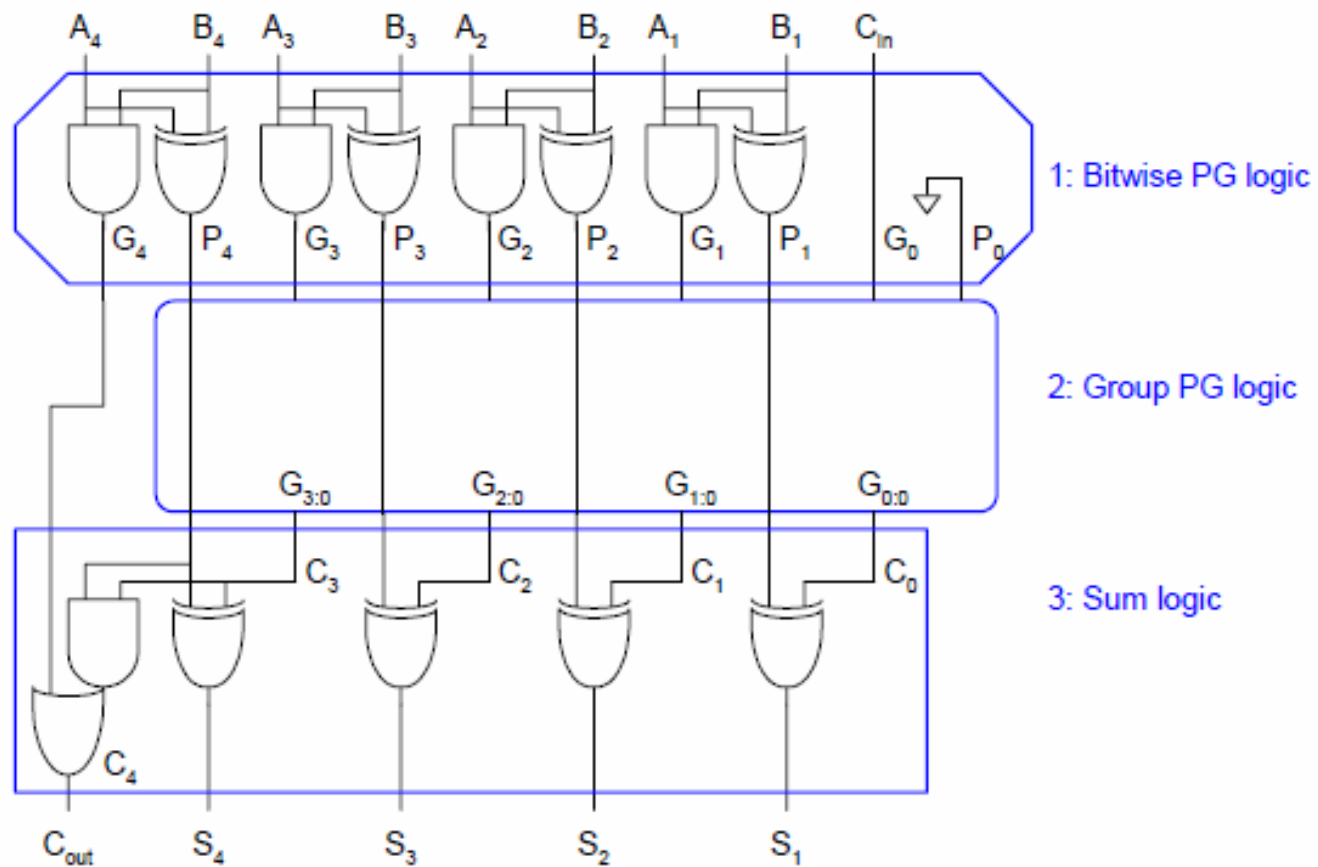 A₄ B₄ A₃ B₃ A₂ B₂ A₁ B₁ C_in
1: Bitwise PG logic
G₄ P₄ G₃ P₃ G₂ P₂ G₁ P₁ G₀ P₀
2: Group PG logic
G₃:₀ G₂:₀ G₁:₀ G₀:₀
C₃ C₂ C₁ C₀
3: Sum logic
C₄
C_out S₄ S₃ S₂ S₁